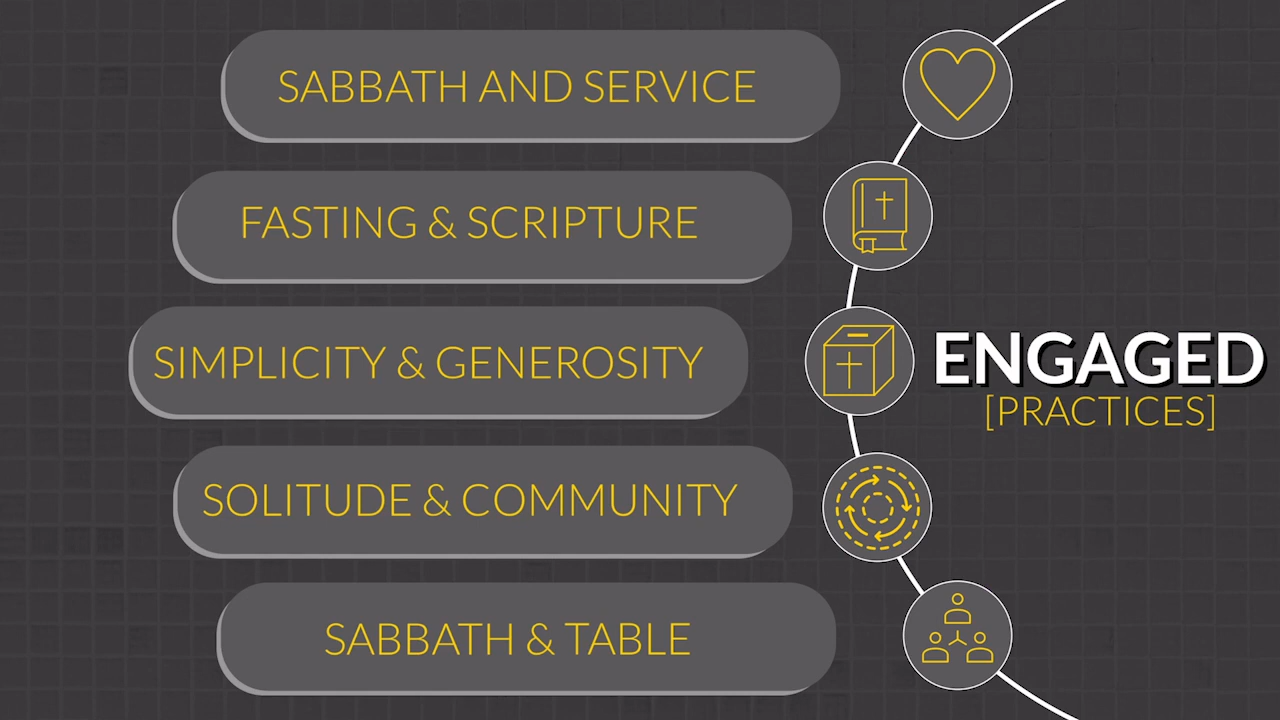 SABBATH AND SERVICE
FASTING & SCRIPTURE
SIMPLICITY & GENEROSITY
SOLITUDE & COMMUNITY
SABBATH & TABLE
ENGAGED
[PRACTICES]